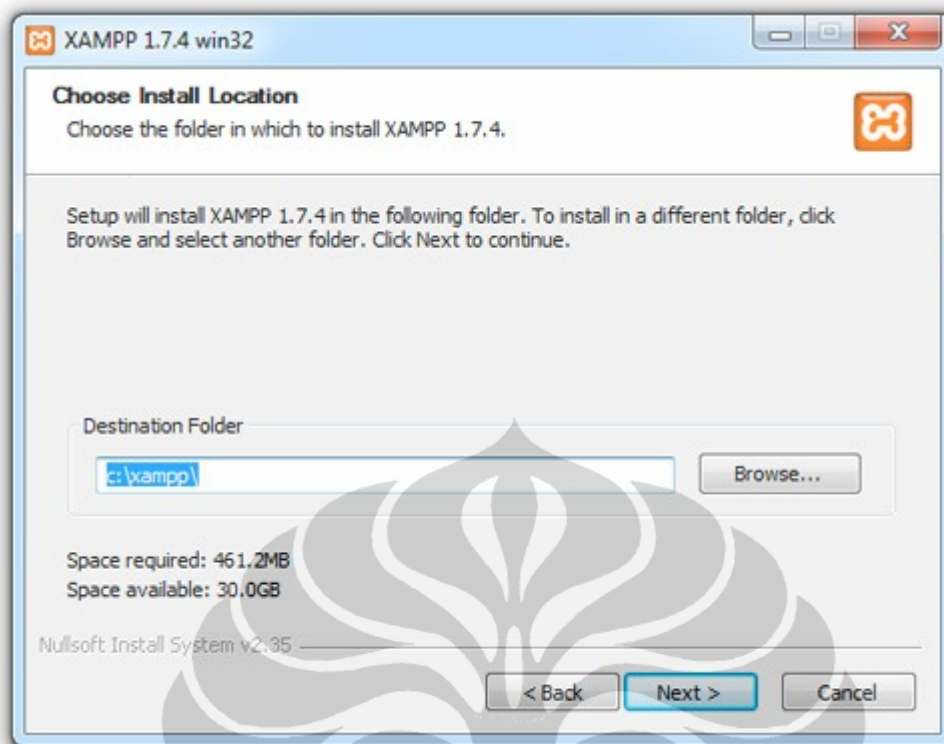 XAMPP 1.7.4 win32
Choose Install Location
Choose the folder in which to install XAMPP 1.7.4.
Setup will install XAMPP 1.7.4 in the following folder. To install in a different folder, click
Browse and select another folder. Click Next to continue.
Destination Folder
c:\xampp\
Browse...
Space required: 461.2MB
Space available: 30.0GB
Nullsoft Install System v2.35
< Back
Next >
Cancel